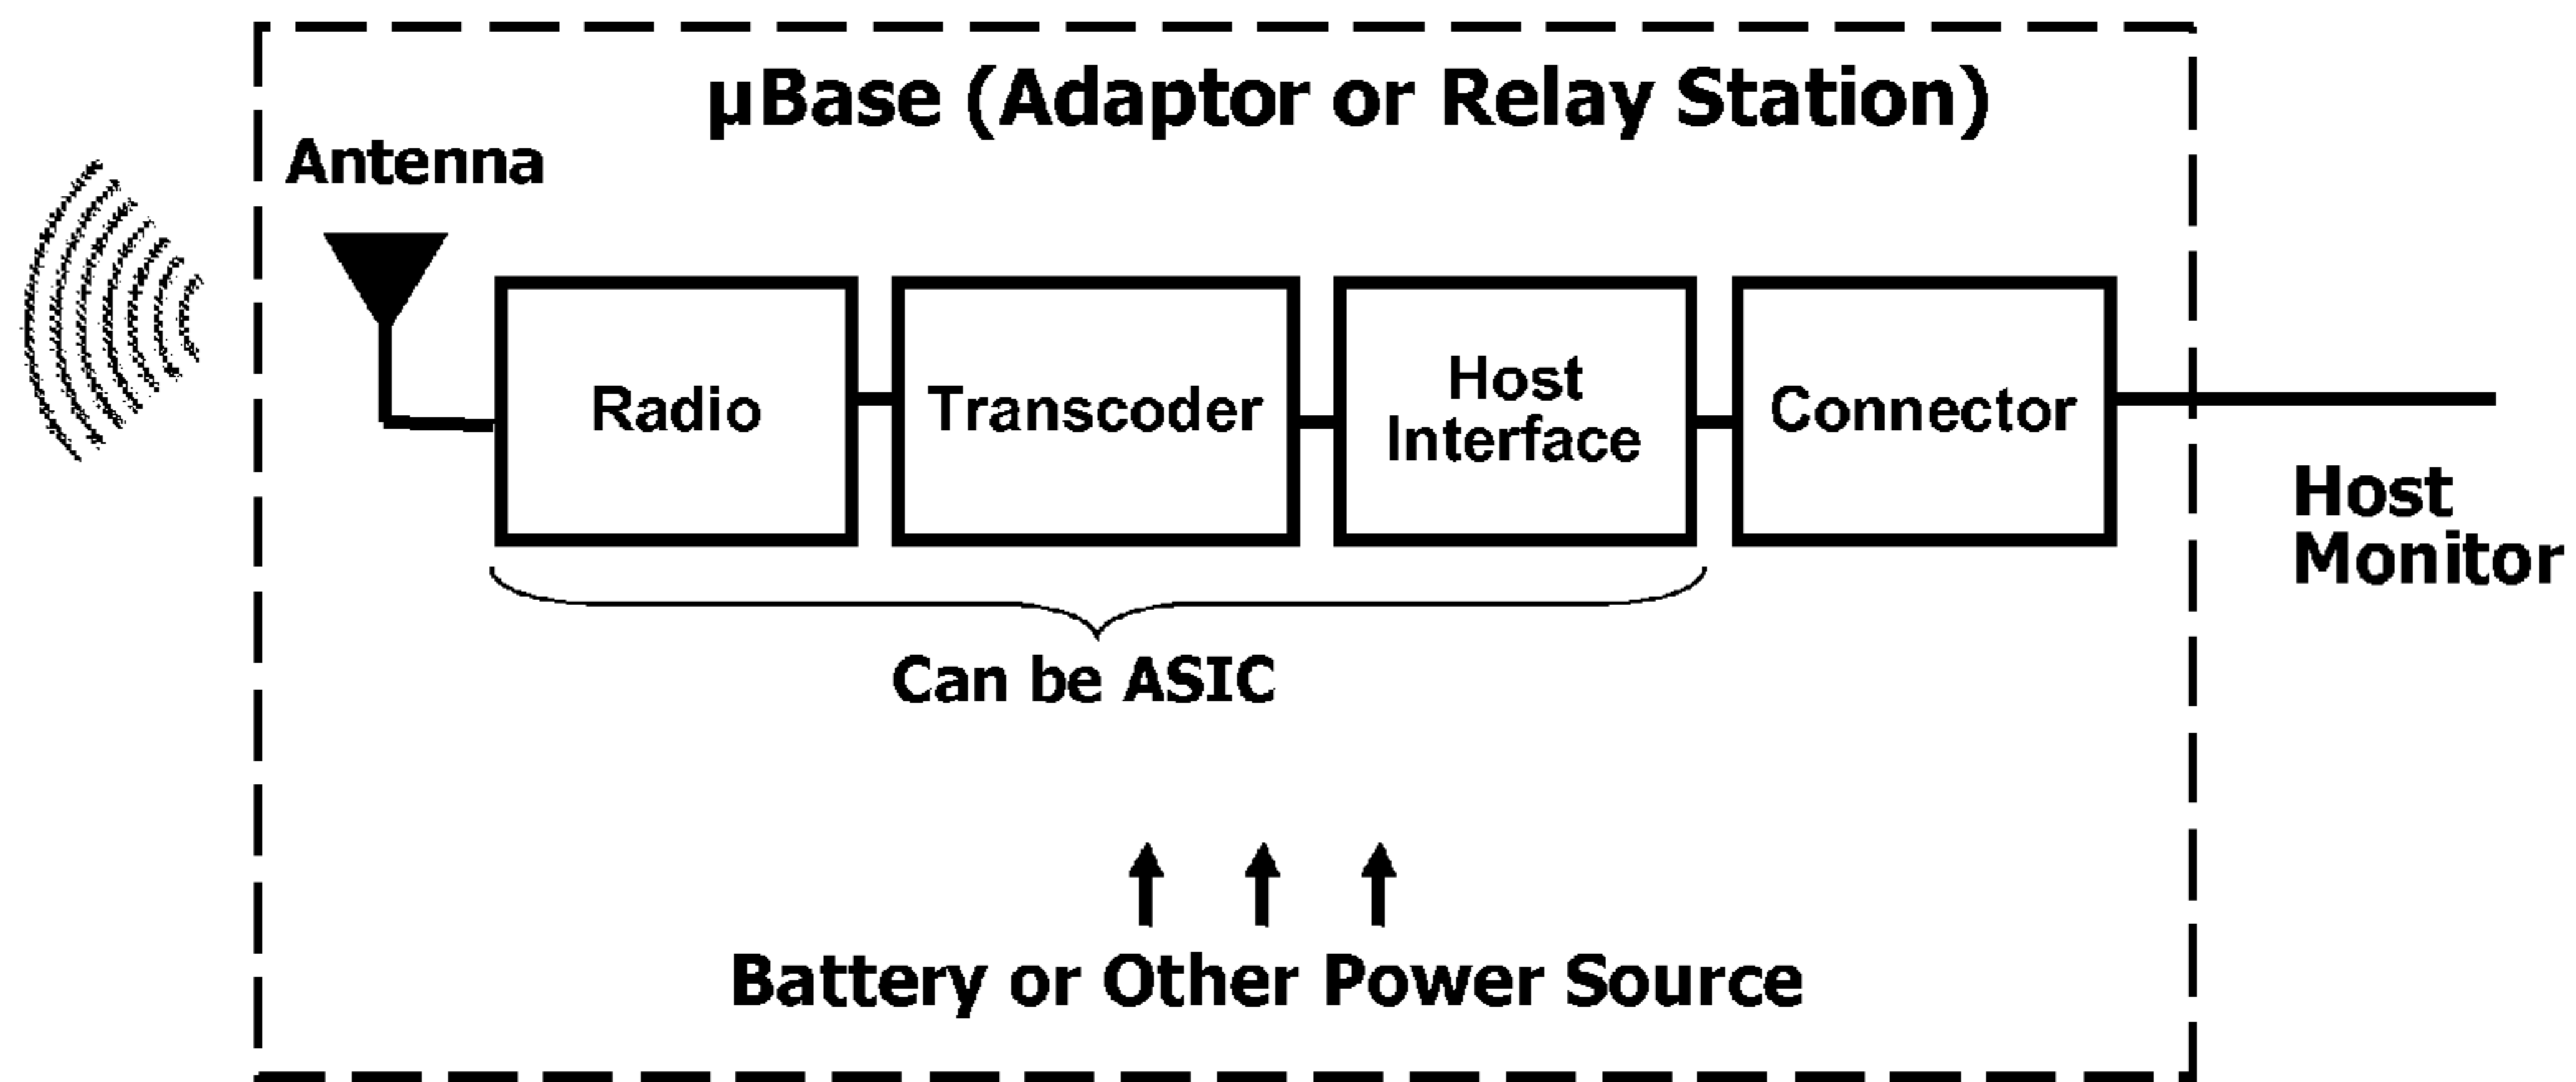 µBase (Adaptor or Relay Station)
Antenna
Radio
Transcoder
Host
Interface
Connector
Host
Monitor
Can be ASIC
Battery or Other Power Source